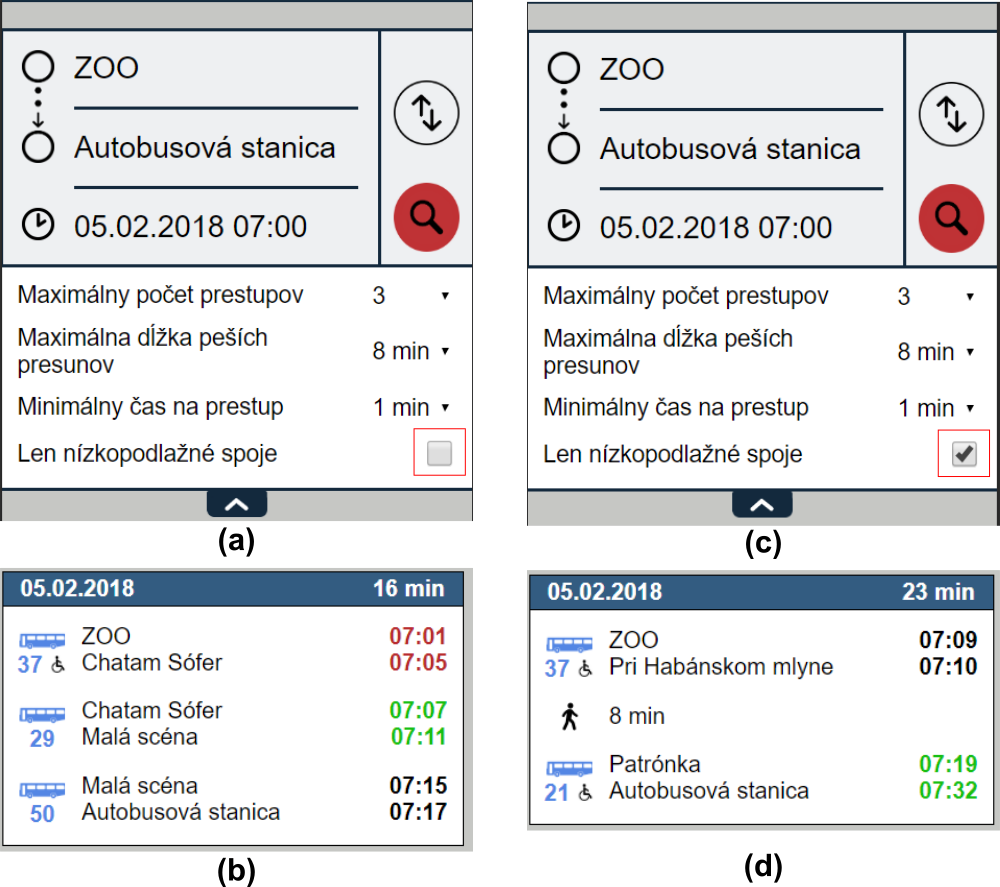 ZOO
Autobusová stanica
05.02.2018 07:00
Maximálny počet prestupov 3
Maximálna dĺžka peších
presunov 8 min
Minimálny čas na prestup 1 min
Len nízkopodlažné spoje
(a)
05.02.2018 16 min
ZOO 07:01
37 Chatam Sófer 07:05
Chatam Sófer 07:07
29 Malá scéna 07:11
Malá scéna 07:15
50 Autobusová stanica 07:17
(b)
ZOO
Autobusová stanica
05.02.2018 07:00
Maximálny počet prestupov 3
Maximálna dĺžka peších
presunov 8 min
Minimálny čas na prestup 1 min
Len nízkopodlažné spoje
(c)
05.02.2018 23 min
ZOO 07:09
37 Pri Habánskom mlyne 07:10
8 min
Patrónka 07:19
21 Autobusová stanica 07:32
(d)